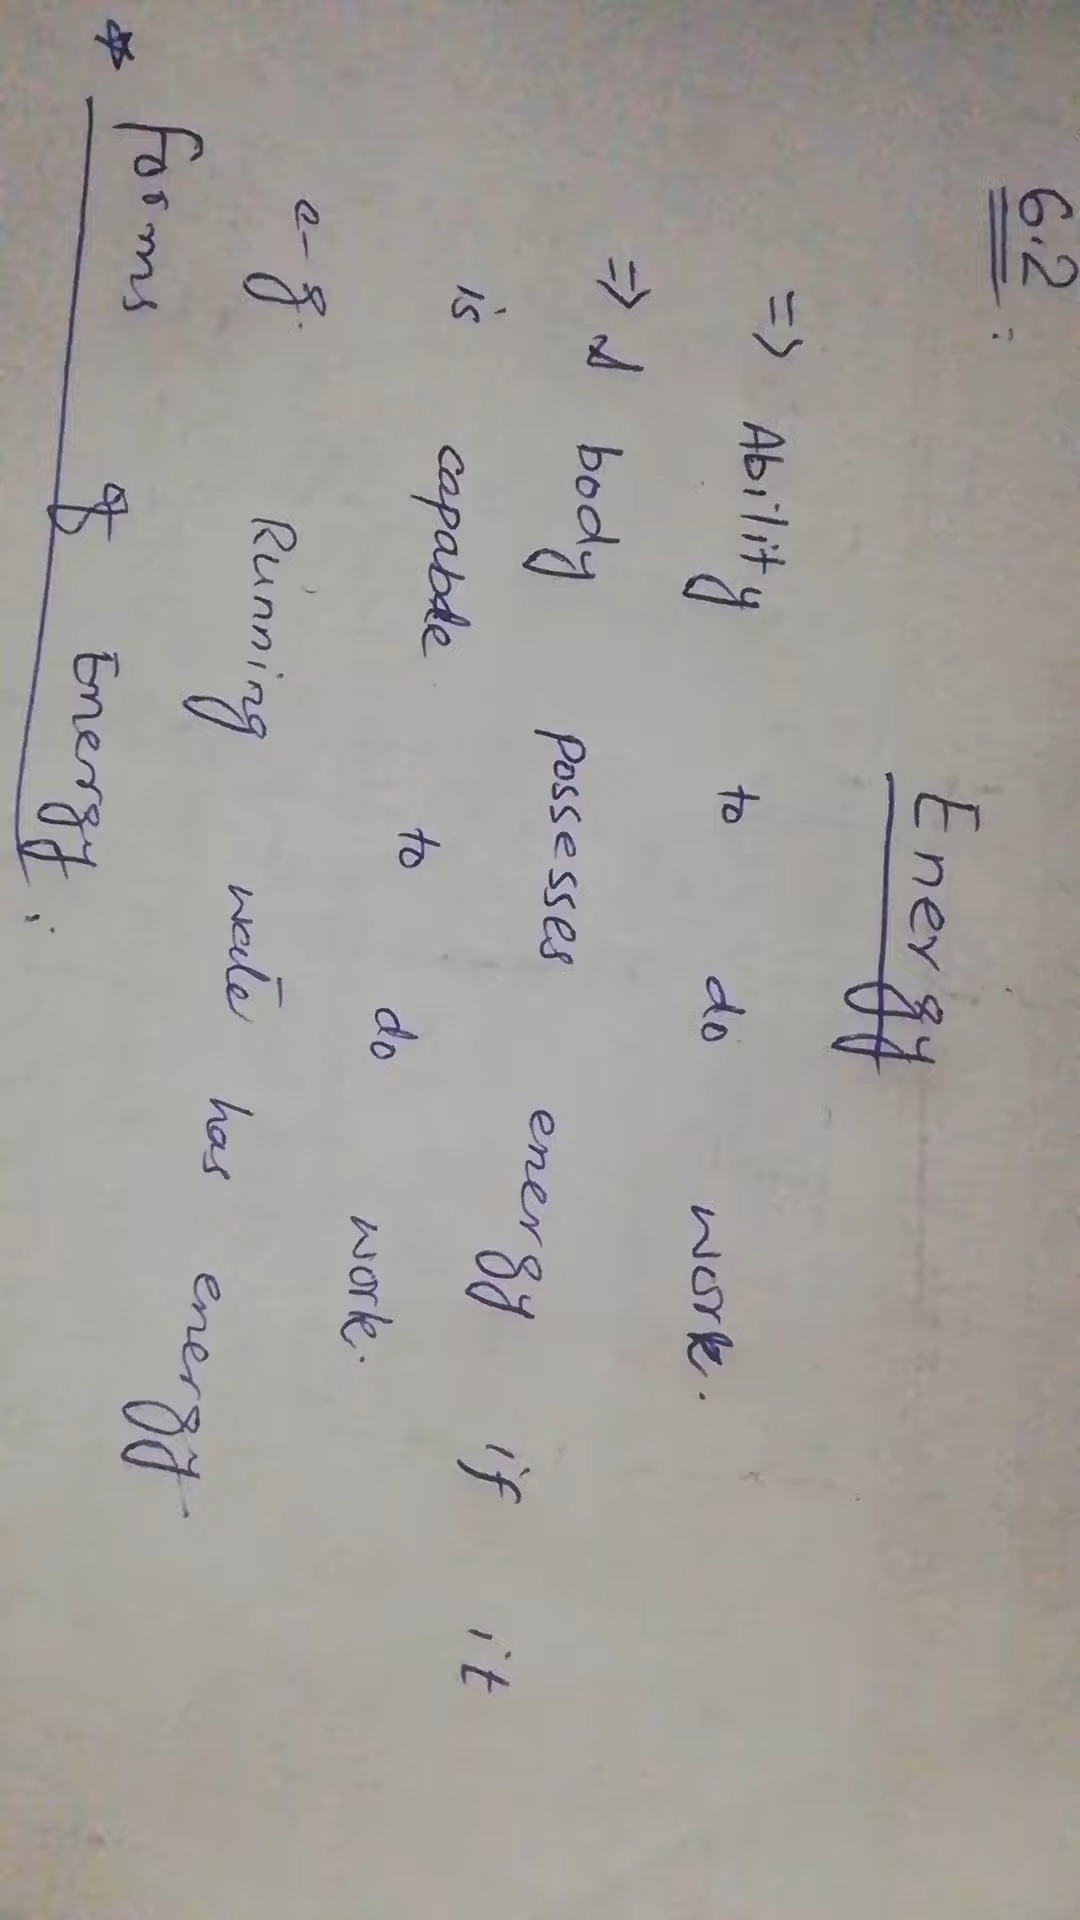 6.2:
Energy
⇒ Ability to do work.
⇒ A body possesses energy if it
is capable to do work.
e-g. Running wate has energy
* Forms of Energy: